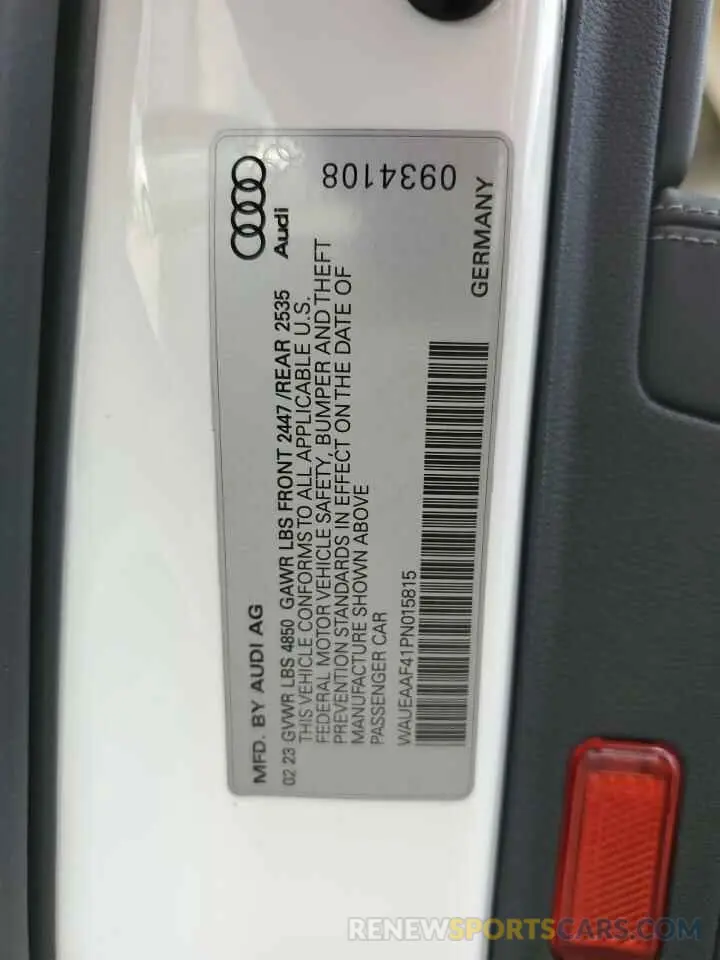 MFD. BY AUDI AG
Audi
02 23 GVWR LBS 4850 GAWR LBS FRONT 2447 /REAR 2535
THIS VEHICLE CONFORMS TO ALL APPLICABLE U.S.
FEDERAL MOTOR VEHICLE SAFETY, BUMPER AND THEFT
PREVENTION STANDARDS IN EFFECT ON THE DATE OF
MANUFACTURE SHOWN ABOVE
PASSENGER CAR
0934108
WAUEAAF41PN015815
GERMANY
RENEWSPORTSCARS.COM